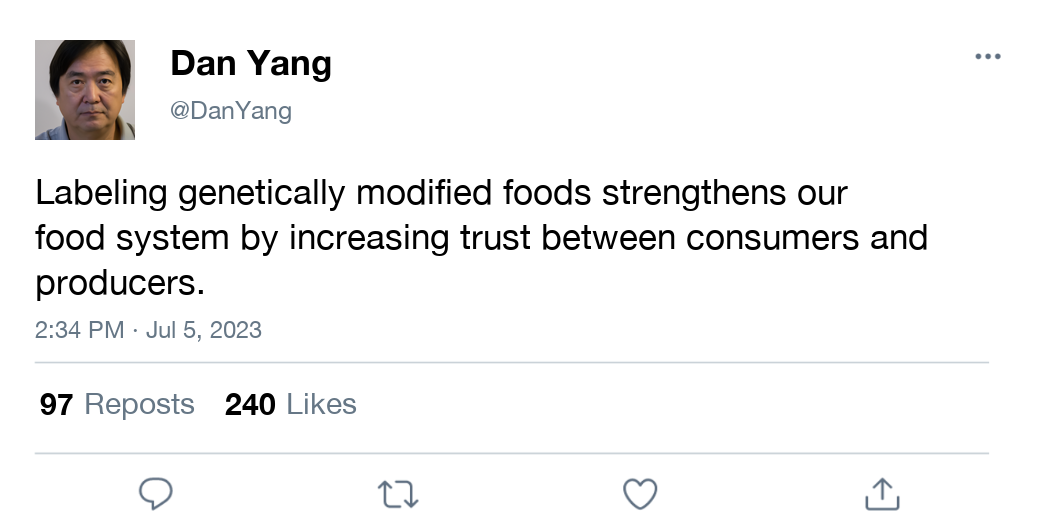 Dan Yang
@DanYang
Labeling genetically modified foods strengthens our
food system by increasing trust between consumers and
producers.
2:34 PM · Jul 5, 2023
97 Reposts 240 Likes